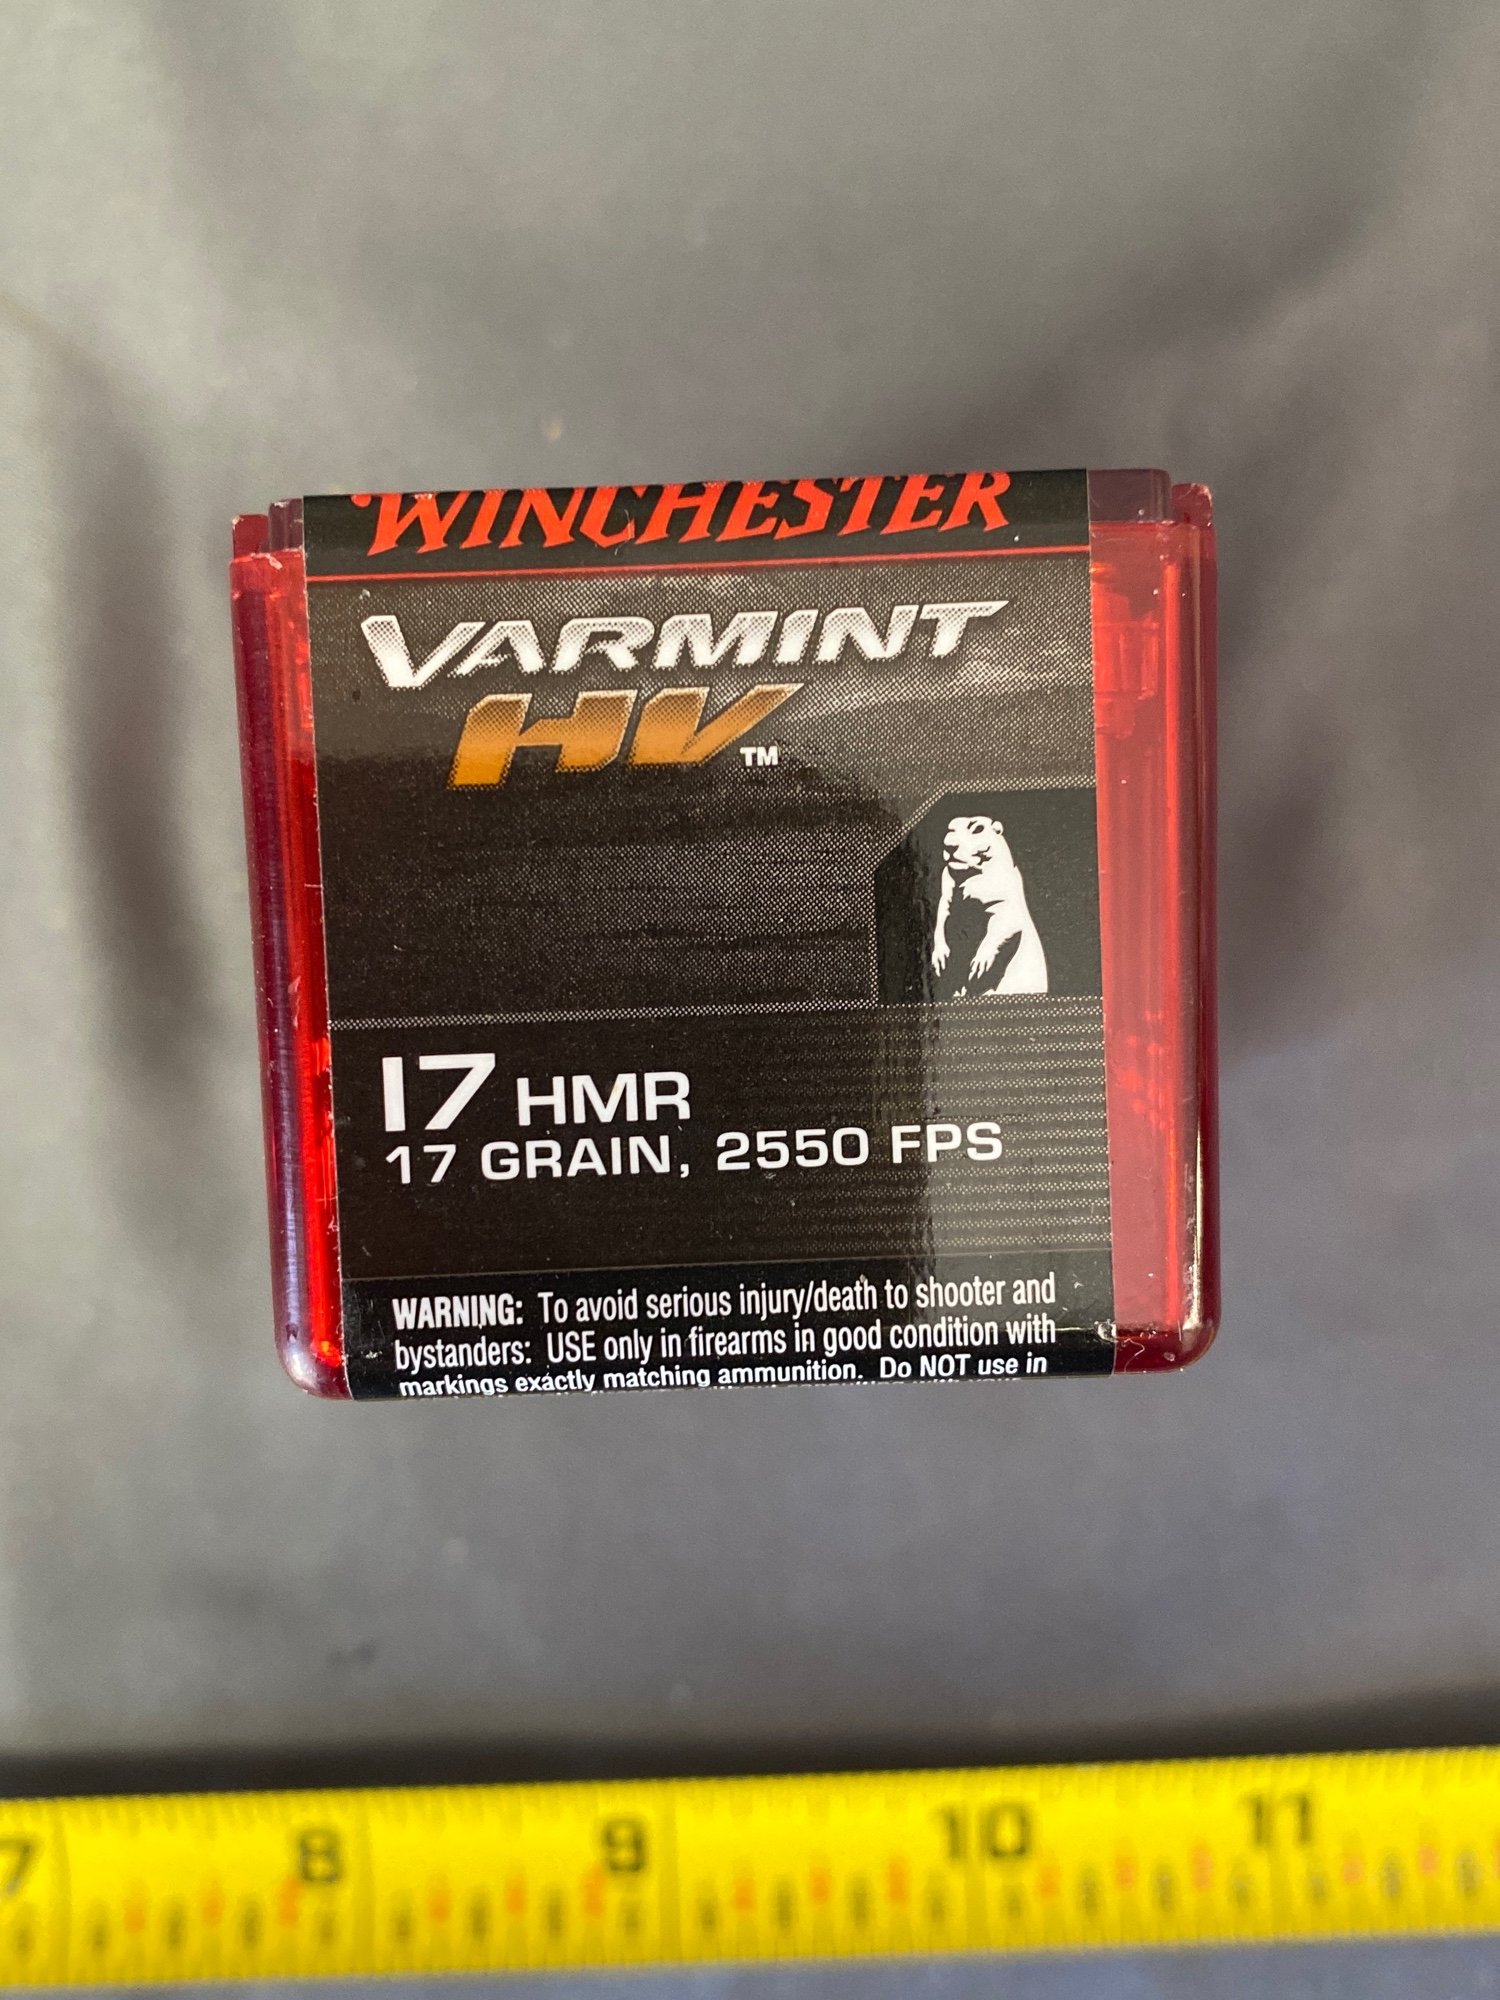 WINCHESTER
VARMINT
HV™
17 HMR
17 GRAIN, 2550 FPS
WARNING: To avoid serious injury/death to shooter and
bystanders: USE only in firearms in good condition with
markings exactly matching ammunition. Do NOT use in
7 8 9 10 11